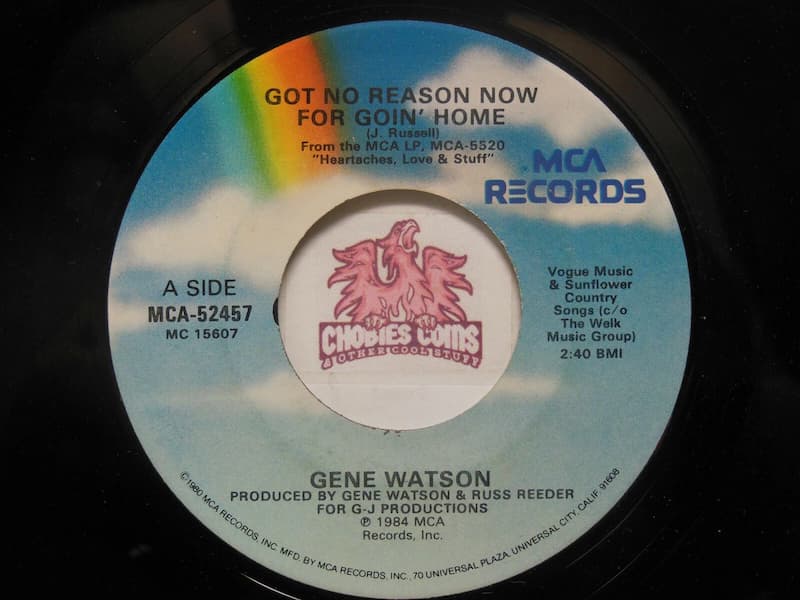 GOT NO REASON NOW
FOR GOIN' HOME
(J. Russell)
From the MCA LP, MCA-5520
"Heartaches, Love & Stuff"
MCA
RECORDS
A SIDE
MCA-52457
MC 15607
Vogue Music
& Sunflower
Country
Songs (c/o
The Welk
Music Group)
2:40 BMI
CHOBIES COINS
& OTHER COOL STUFF
GENE WATSON
PRODUCED BY GENE WATSON & RUSS REEDER
FOR G-J PRODUCTIONS
℗ 1984 MCA
Records, Inc.
©1980 MCA RECORDS, INC. MFD. BY MCA RECORDS, INC., 70 UNIVERSAL PLAZA, UNIVERSAL CITY, CALIF. 91608